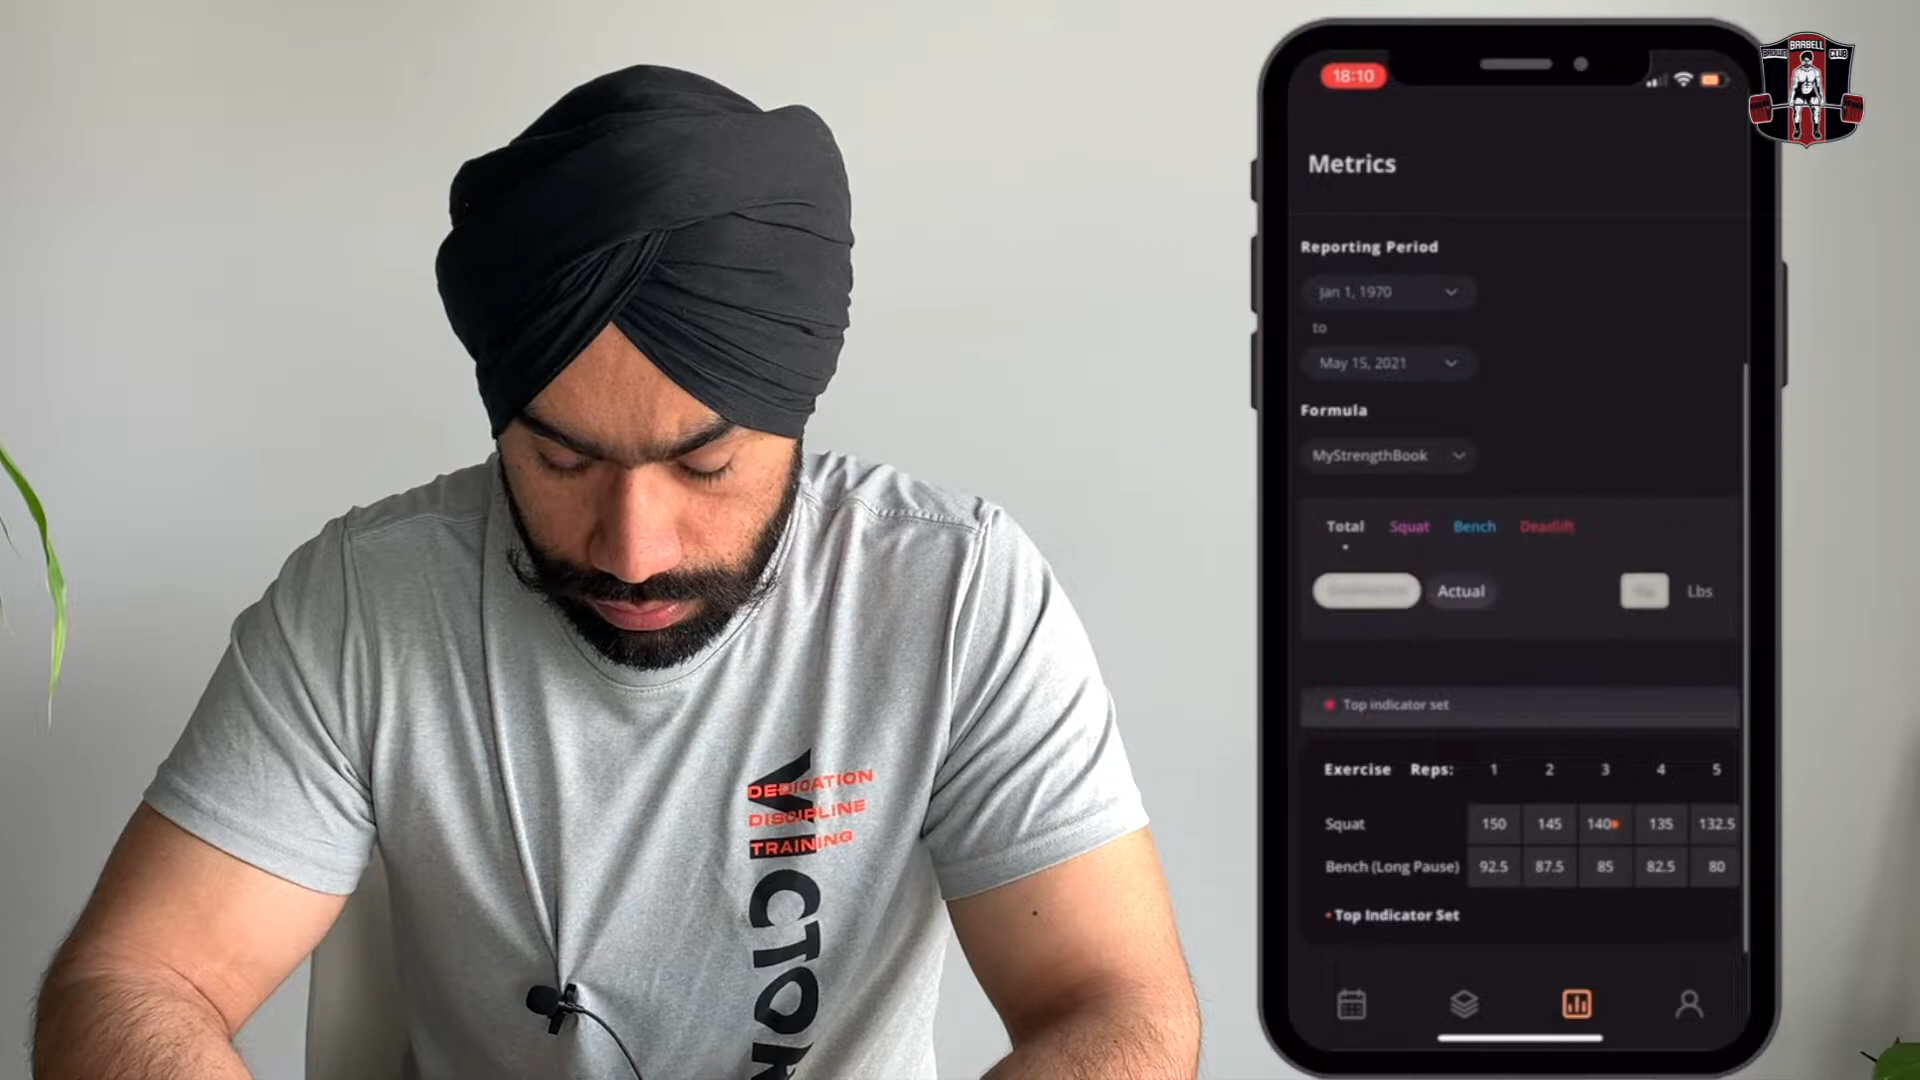 BROWN BARBELL CLUB
18:10
Metrics
Reporting Period
Jan 1, 1970
to
May 15, 2021
Formula
MyStrengthBook
Total Squat Bench Deadlift
Actual Lbs
Top indicator set
Exercise Reps: 1 2 3 4 5
Squat 150 145 140 135 132.5
Bench (Long Pause) 92.5 87.5 85 82.5 80
• Top Indicator Set
DEDICATION
DISCIPLINE
TRAINING